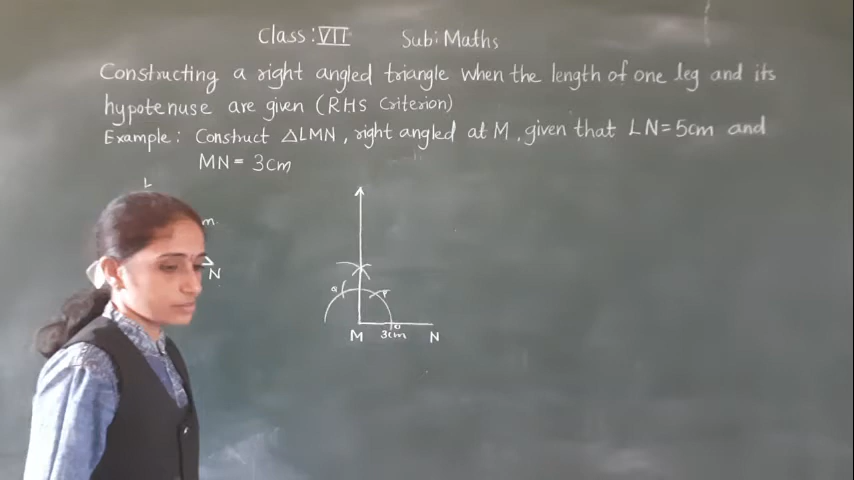 Class : VII Sub: Maths
Constructing a right angled triangle when the length of one leg and its
hypotenuse are given (RHS Criterion)
Example: Construct △LMN, right angled at M, given that LN=5cm and
MN= 3cm
L
m
N
Q
P
O
M 3cm N